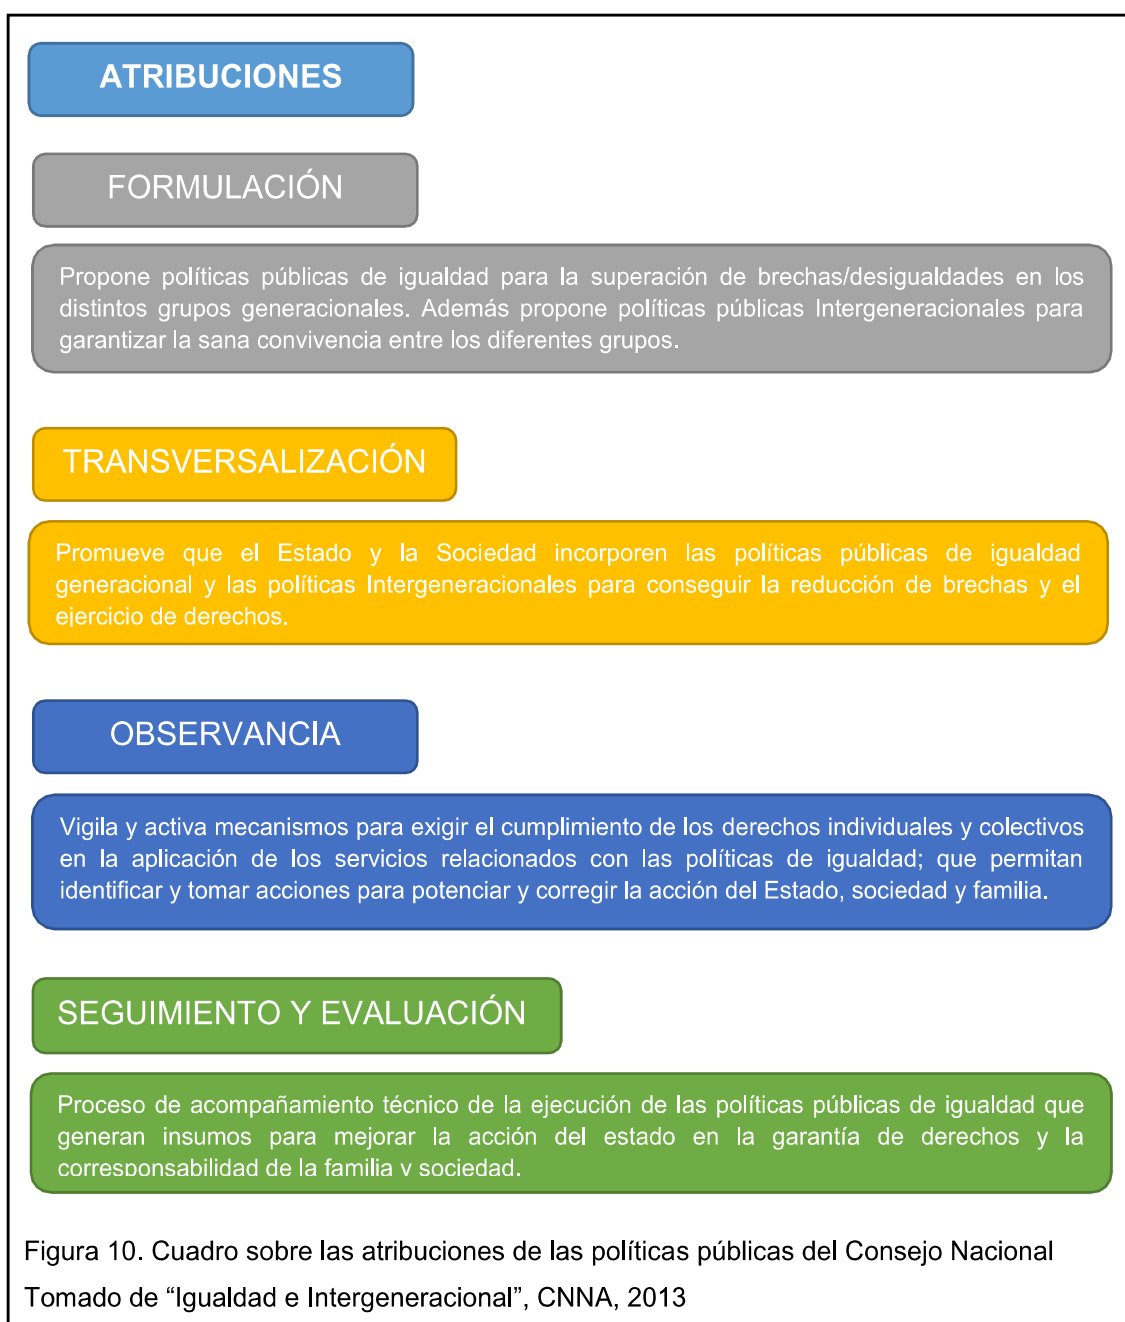 ATRIBUCIONES
FORMULACIÓN
Propone políticas públicas de igualdad para la superación de brechas/desigualdades en los
distintos grupos generacionales. Además propone políticas públicas Intergeneracionales para
garantizar la sana convivencia entre los diferentes grupos.
TRANSVERSALIZACIÓN
Promueve que el Estado y la Sociedad incorporen las políticas públicas de igualdad
generacional y las políticas Intergeneracionales para conseguir la reducción de brechas y el
ejercicio de derechos.
OBSERVANCIA
Vigila y activa mecanismos para exigir el cumplimiento de los derechos individuales y colectivos
en la aplicación de los servicios relacionados con las políticas de igualdad; que permitan
identificar y tomar acciones para potenciar y corregir la acción del Estado, sociedad y familia.
SEGUIMIENTO Y EVALUACIÓN
Proceso de acompañamiento técnico de la ejecución de las políticas públicas de igualdad que
generan insumos para mejorar la acción del estado en la garantía de derechos y la
corresponsabilidad de la familia y sociedad.
Figura 10. Cuadro sobre las atribuciones de las políticas públicas del Consejo Nacional
Tomado de “Igualdad e Intergeneracional”, CNNA, 2013